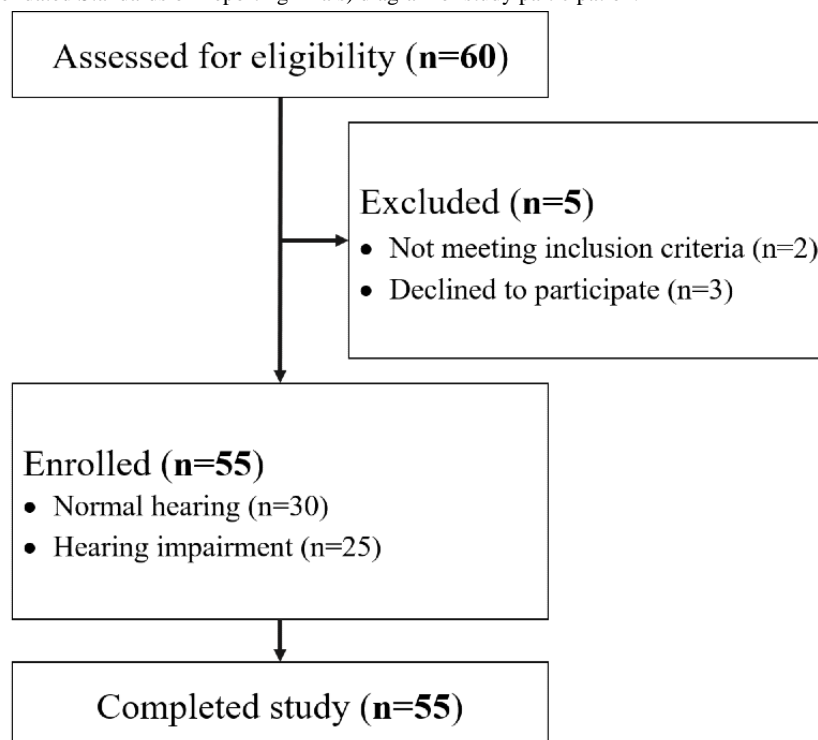 Assessed for eligibility (n=60)
Excluded (n=5)
• Not meeting inclusion criteria (n=2)
• Declined to participate (n=3)
Enrolled (n=55)
• Normal hearing (n=30)
• Hearing impairment (n=25)
Completed study (n=55)